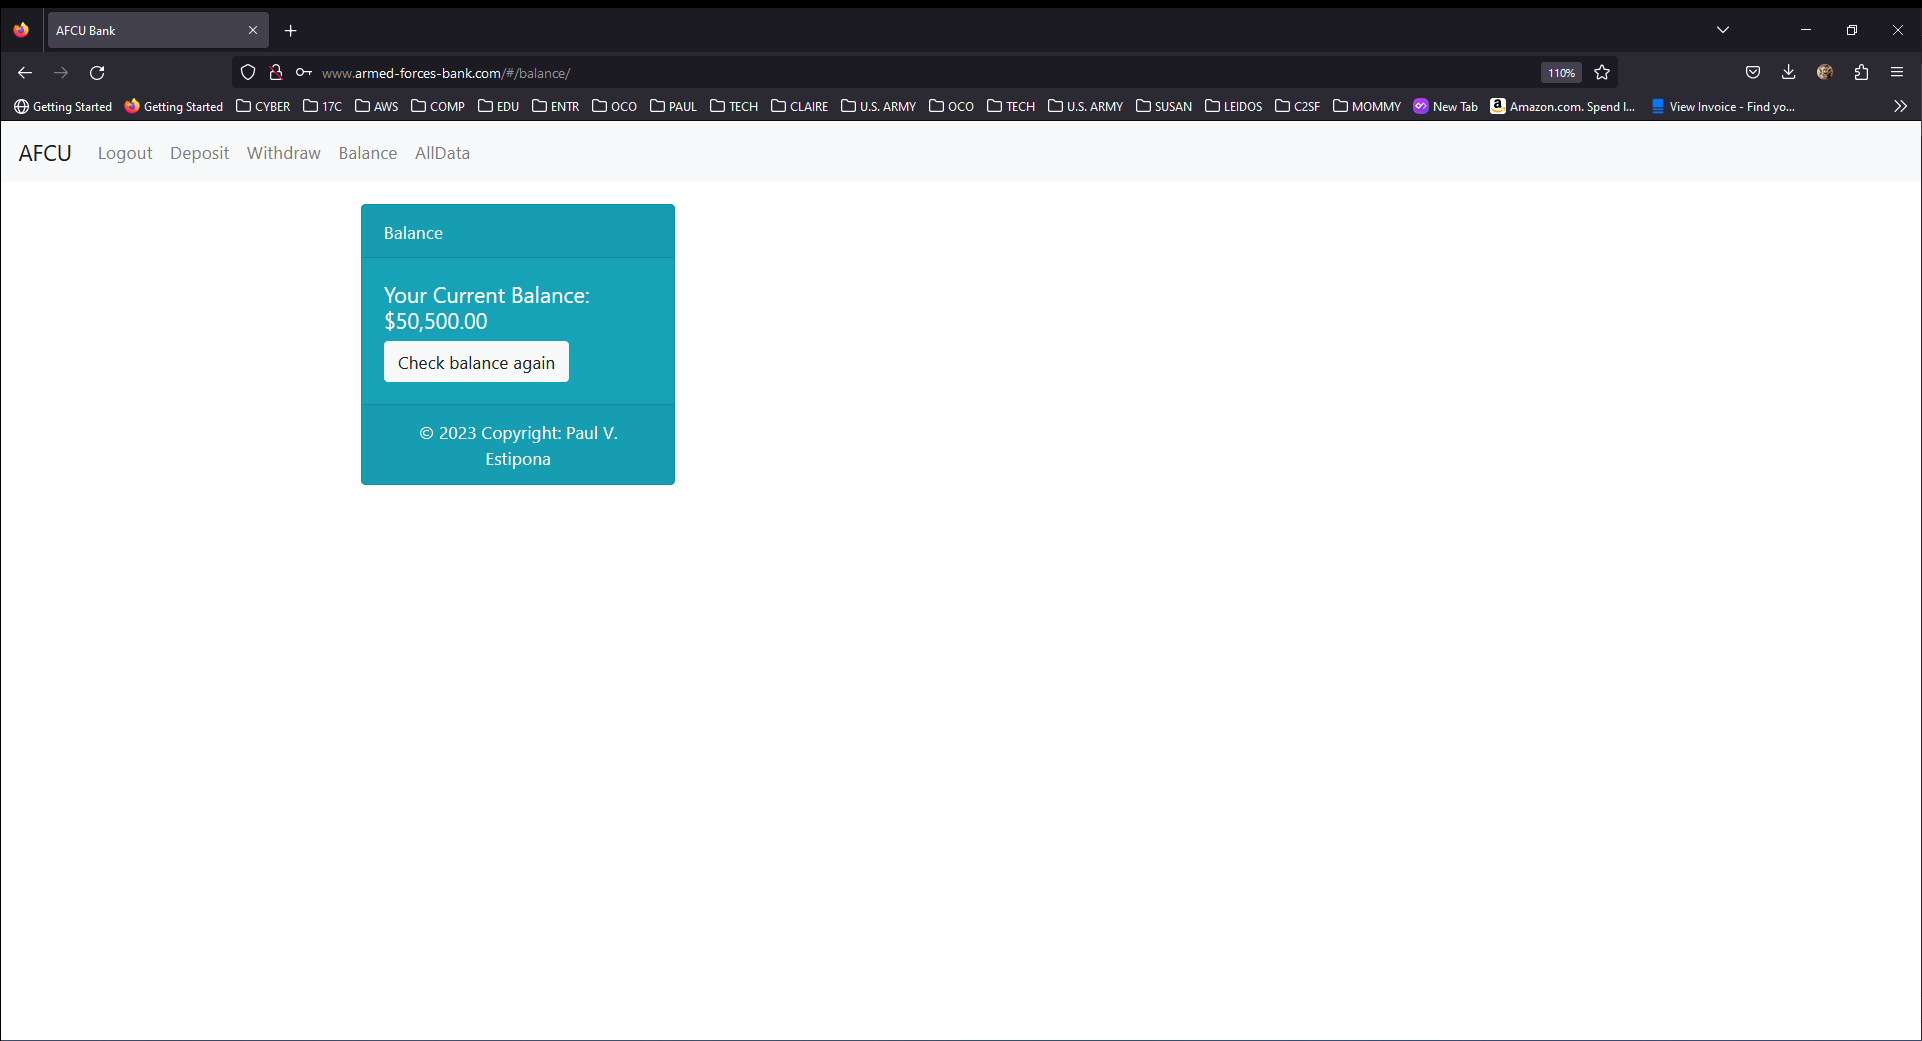 AFCU Bank
www.armed-forces-bank.com/#/balance/
110%
Getting Started Getting Started CYBER 17C AWS COMP EDU ENTR OCO PAUL TECH CLAIRE U.S. ARMY OCO TECH U.S. ARMY SUSAN LEIDOS C2SF MOMMY New Tab Amazon.com. Spend l... View Invoice - Find yo...
AFCU Logout Deposit Withdraw Balance AllData
Balance
Your Current Balance:
$50,500.00
Check balance again
© 2023 Copyright: Paul V.
Estipona